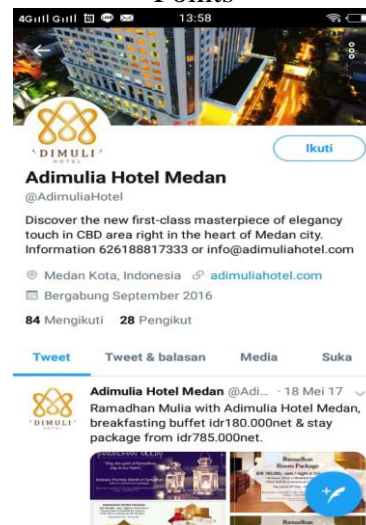 Points
4G 4G 13:58
DIMULI
HOTEL
Ikuti
Adimulia Hotel Medan
@AdimuliaHotel
Discover the new first-class masterpiece of elegancy
touch in CBD area right in the heart of Medan city.
Information 626188817333 or info@adimuliahotel.com
Medan Kota, Indonesia adimuliahotel.com
Bergabung September 2016
84 Mengikuti 28 Pengikut
Tweet Tweet & balasan Media Suka
Adimulia Hotel Medan @Adi... · 18 Mei 17
Ramadhan Mulia with Adimulia Hotel Medan,
breakfasting buffet idr180.000net & stay
package from idr785.000net.
DIMULI
RAMADHAN MULIA
Ramadhan
Room Package
Ramadhan